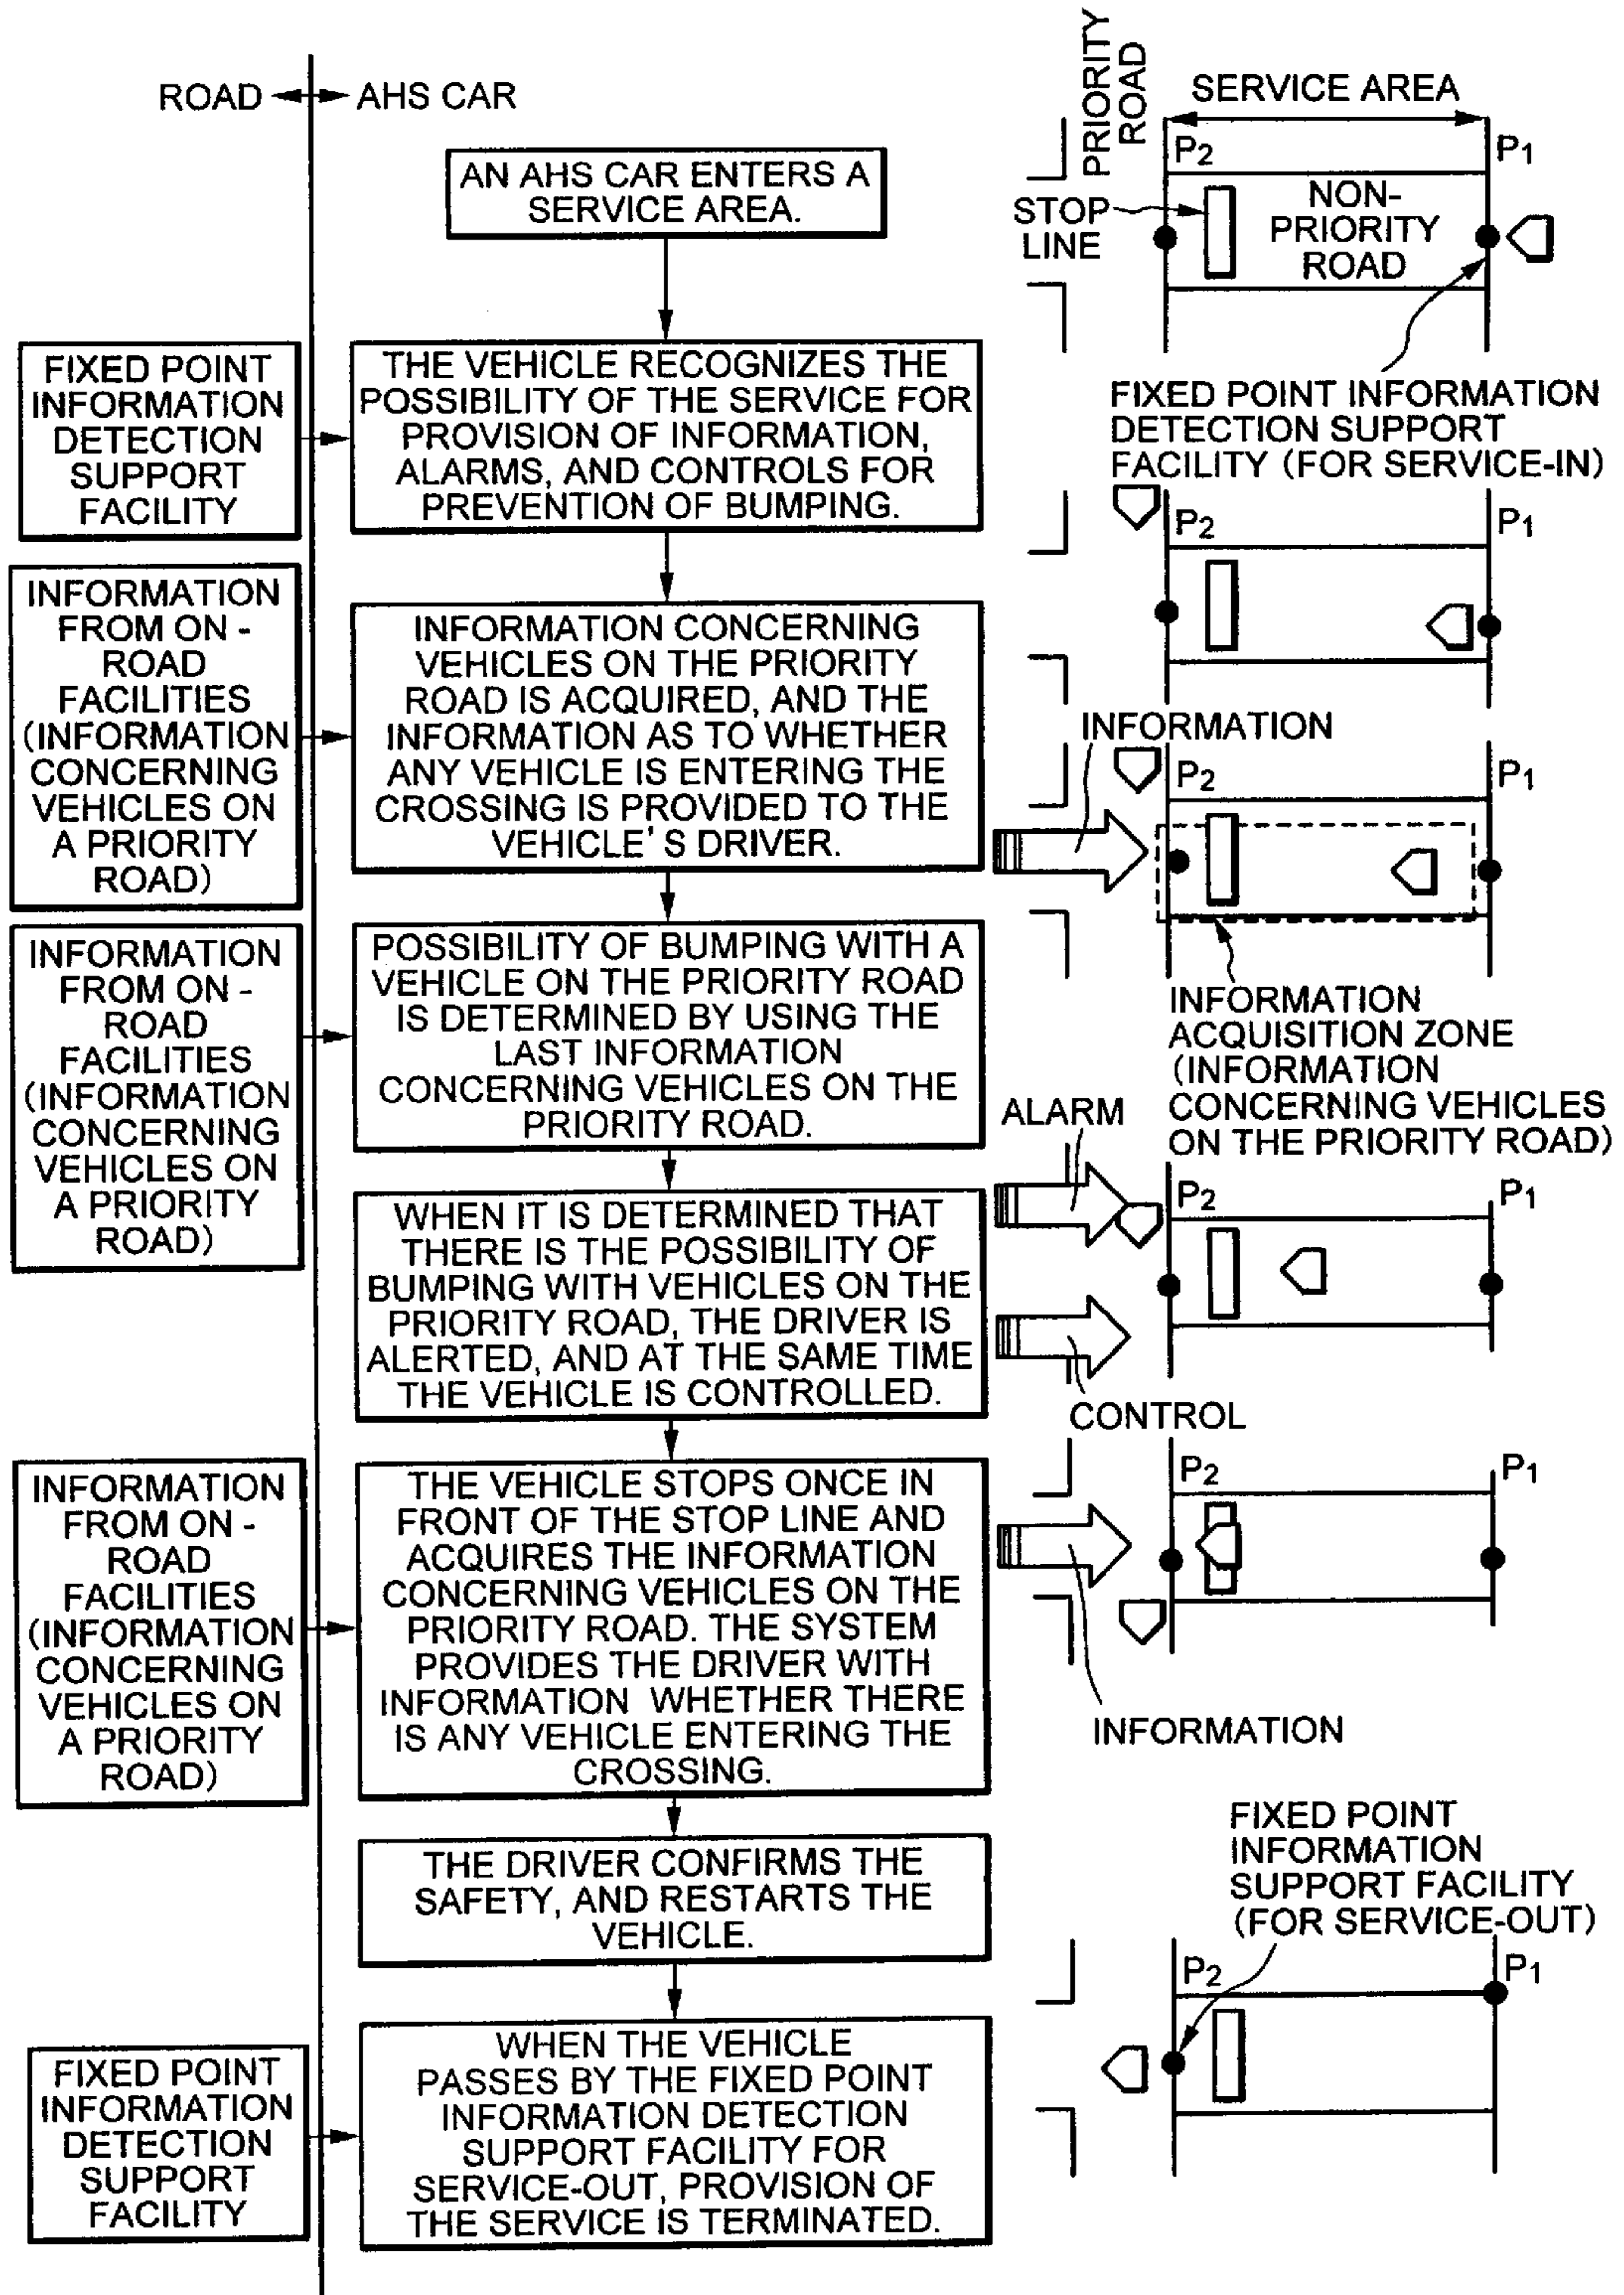 ROAD
AHS CAR
AN AHS CAR ENTERS A
SERVICE AREA.
FIXED POINT
INFORMATION
DETECTION
SUPPORT
FACILITY
THE VEHICLE RECOGNIZES THE
POSSIBILITY OF THE SERVICE FOR
PROVISION OF INFORMATION,
ALARMS, AND CONTROLS FOR
PREVENTION OF BUMPING.
INFORMATION
FROM ON -
ROAD
FACILITIES
(INFORMATION
CONCERNING
VEHICLES ON
A PRIORITY
ROAD)
INFORMATION CONCERNING
VEHICLES ON THE PRIORITY
ROAD IS ACQUIRED, AND THE
INFORMATION AS TO WHETHER
ANY VEHICLE IS ENTERING THE
CROSSING IS PROVIDED TO THE
VEHICLE'S DRIVER.
INFORMATION
FROM ON -
ROAD
FACILITIES
(INFORMATION
CONCERNING
VEHICLES ON
A PRIORITY
ROAD)
POSSIBILITY OF BUMPING WITH A
VEHICLE ON THE PRIORITY ROAD
IS DETERMINED BY USING THE
LAST INFORMATION
CONCERNING VEHICLES ON THE
PRIORITY ROAD.
WHEN IT IS DETERMINED THAT
THERE IS THE POSSIBILITY OF
BUMPING WITH VEHICLES ON THE
PRIORITY ROAD, THE DRIVER IS
ALERTED, AND AT THE SAME TIME
THE VEHICLE IS CONTROLLED.
INFORMATION
FROM ON -
ROAD
FACILITIES
(INFORMATION
CONCERNING
VEHICLES ON
A PRIORITY
ROAD)
THE VEHICLE STOPS ONCE IN
FRONT OF THE STOP LINE AND
ACQUIRES THE INFORMATION
CONCERNING VEHICLES ON THE
PRIORITY ROAD. THE SYSTEM
PROVIDES THE DRIVER WITH
INFORMATION WHETHER THERE
IS ANY VEHICLE ENTERING THE
CROSSING.
THE DRIVER CONFIRMS THE
SAFETY, AND RESTARTS THE
VEHICLE.
FIXED POINT
INFORMATION
DETECTION
SUPPORT
FACILITY
WHEN THE VEHICLE
PASSES BY THE FIXED POINT
INFORMATION DETECTION
SUPPORT FACILITY FOR
SERVICE-OUT, PROVISION OF
THE SERVICE IS TERMINATED.
PRIORITY
ROAD
SERVICE AREA
P2
P1
STOP
LINE
NON-
PRIORITY
ROAD
FIXED POINT INFORMATION
DETECTION SUPPORT
FACILITY (FOR SERVICE-IN)
P2
P1
INFORMATION
P2
P1
INFORMATION
ACQUISITION ZONE
(INFORMATION
CONCERNING VEHICLES
ON THE PRIORITY ROAD)
ALARM
P2
P1
CONTROL
P2
P1
INFORMATION
FIXED POINT
INFORMATION
SUPPORT FACILITY
(FOR SERVICE-OUT)
P2
P1